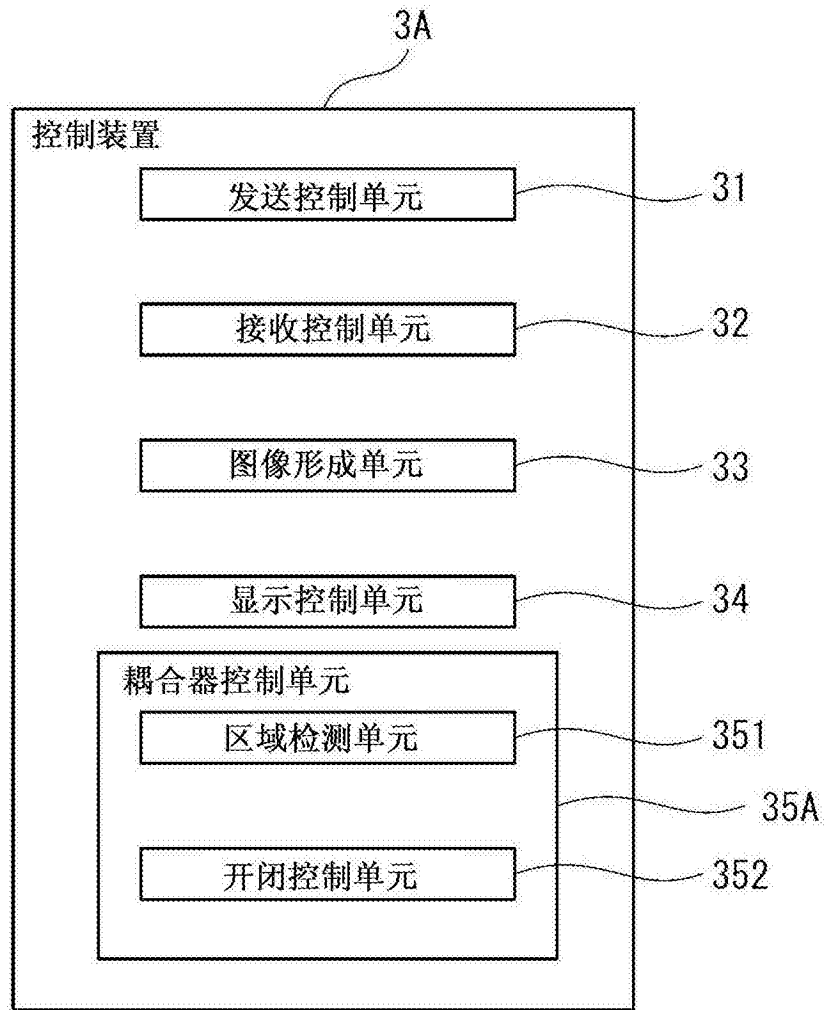 3A
控制装置
发送控制单元
31
接收控制单元
32
图像形成单元
33
显示控制单元
34
耦合器控制单元
区域检测单元
351
35A
开闭控制单元
352